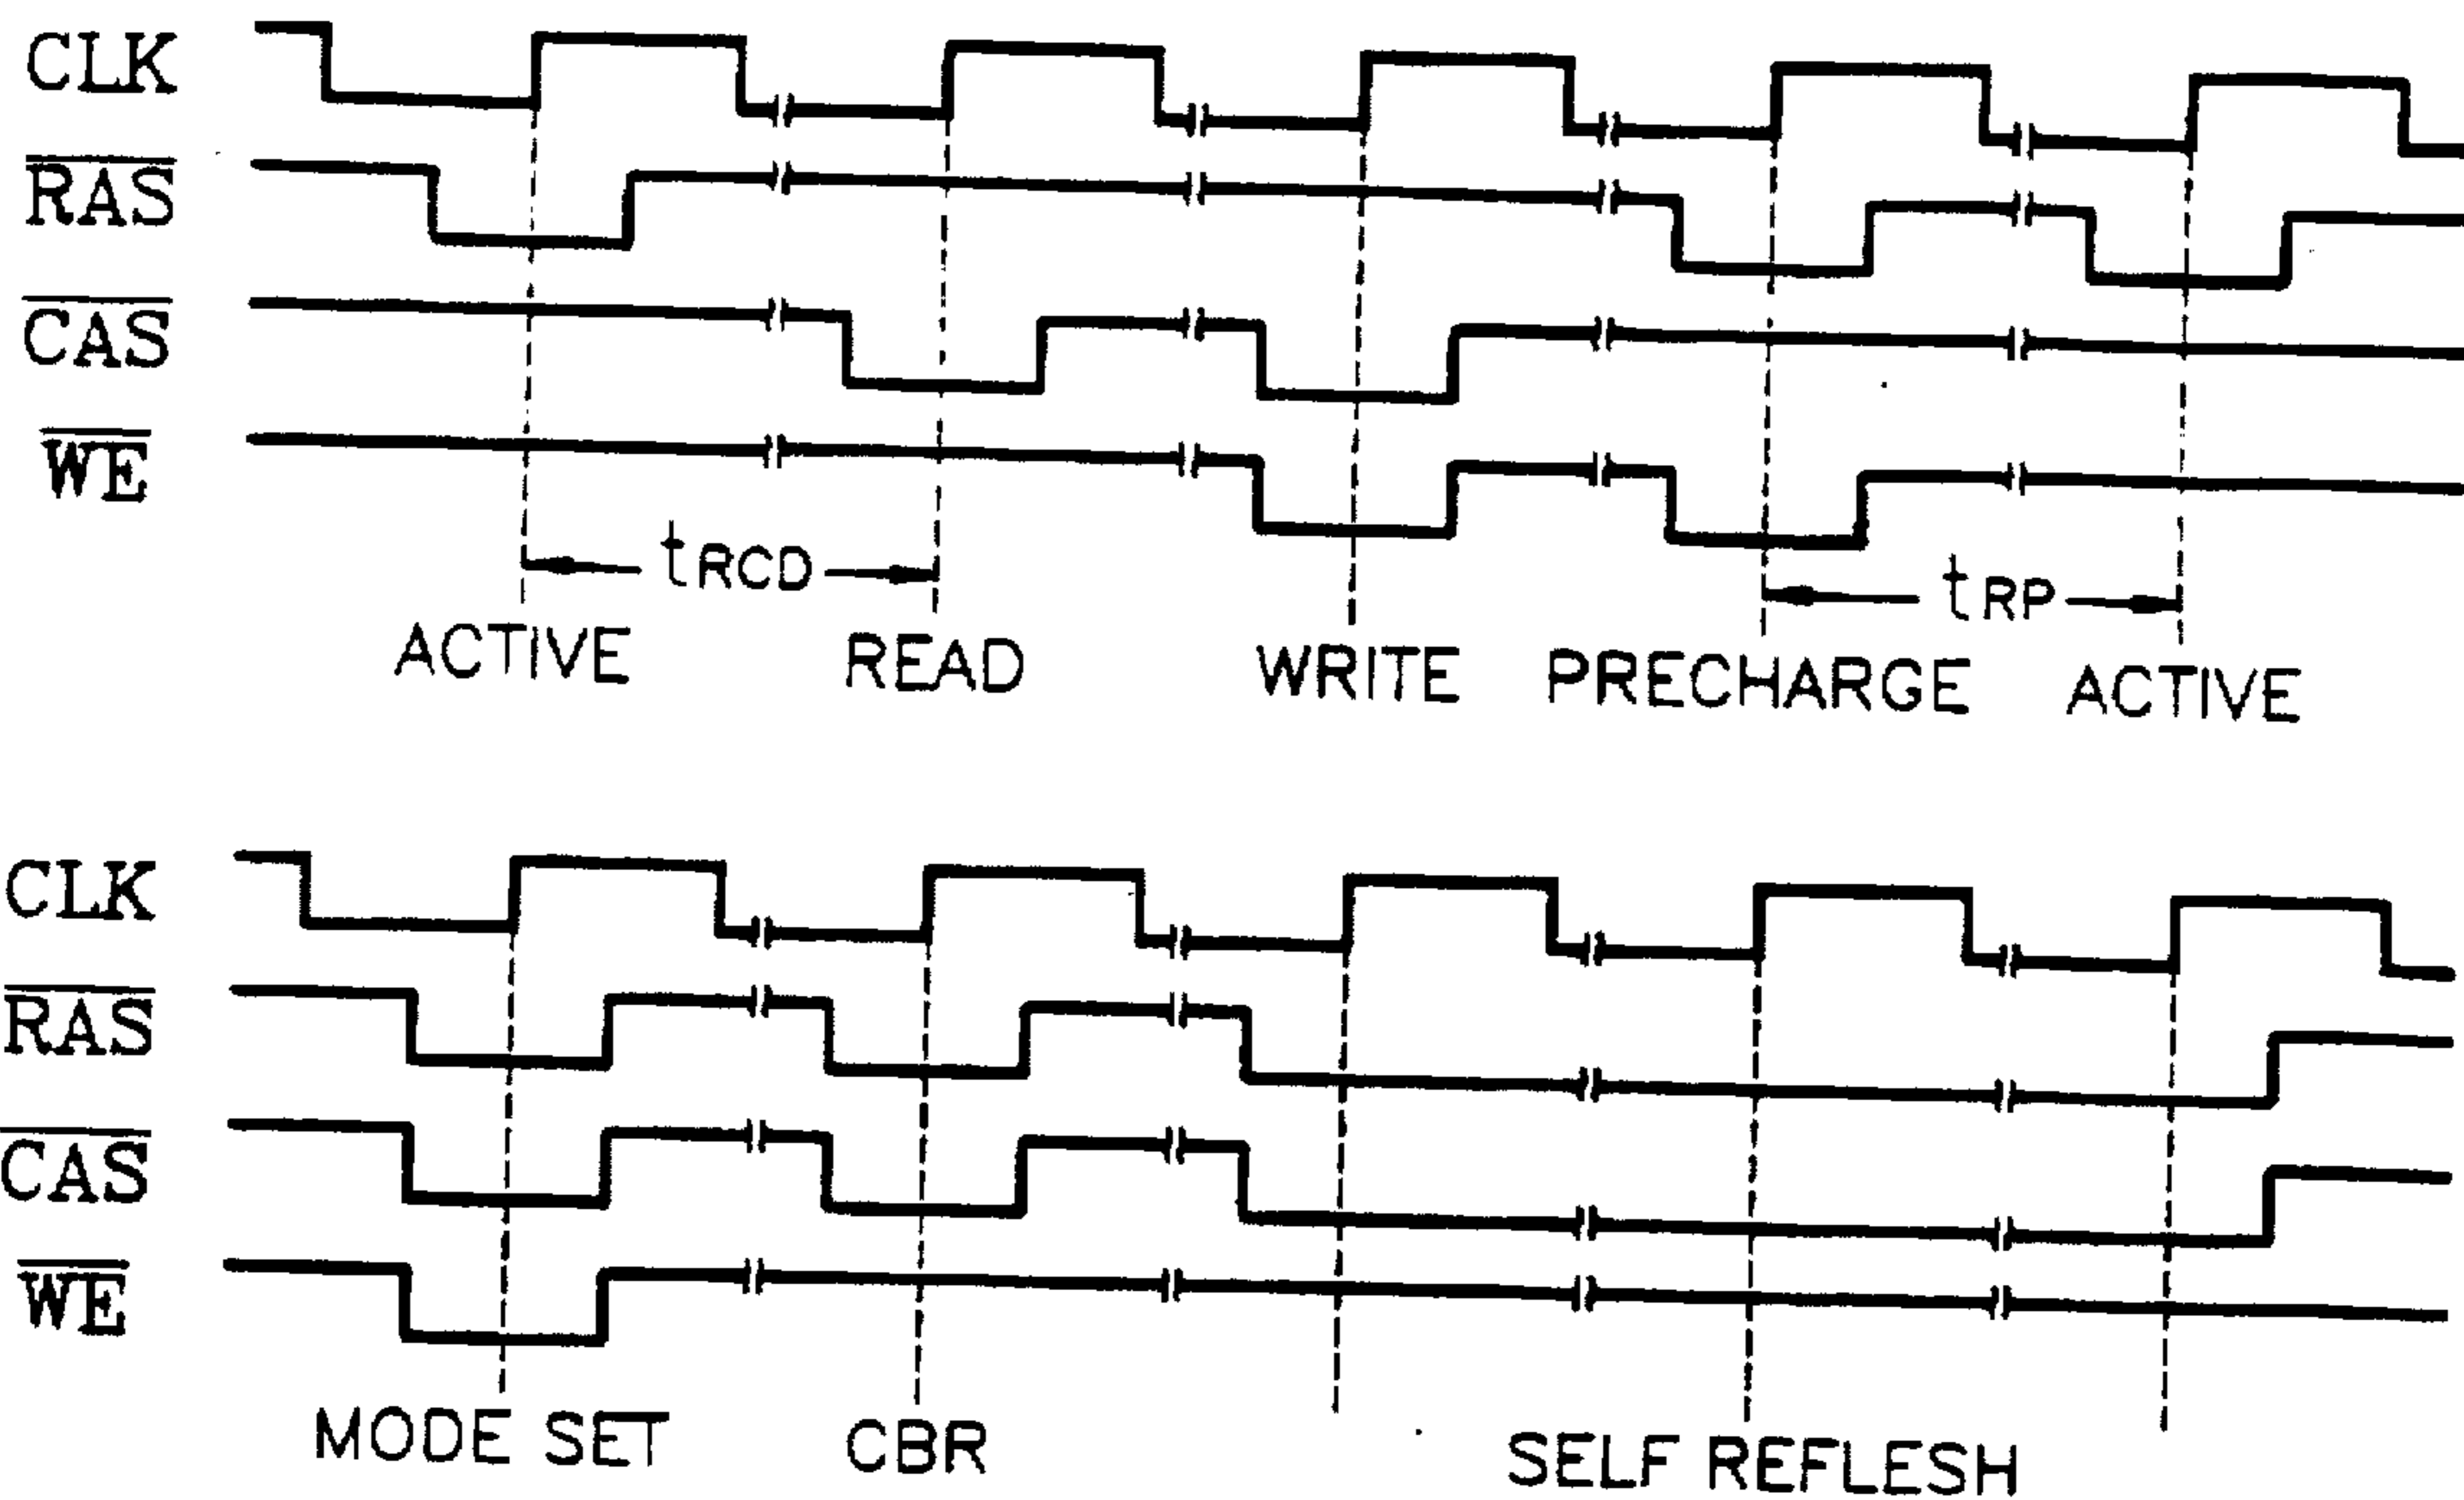 CLK
RAS
CAS
WE
tRCD
tRP
ACTIVE READ WRITE PRECHARGE ACTIVE
CLK
RAS
CAS
WE
MODE SET CBR SELF REFLESH